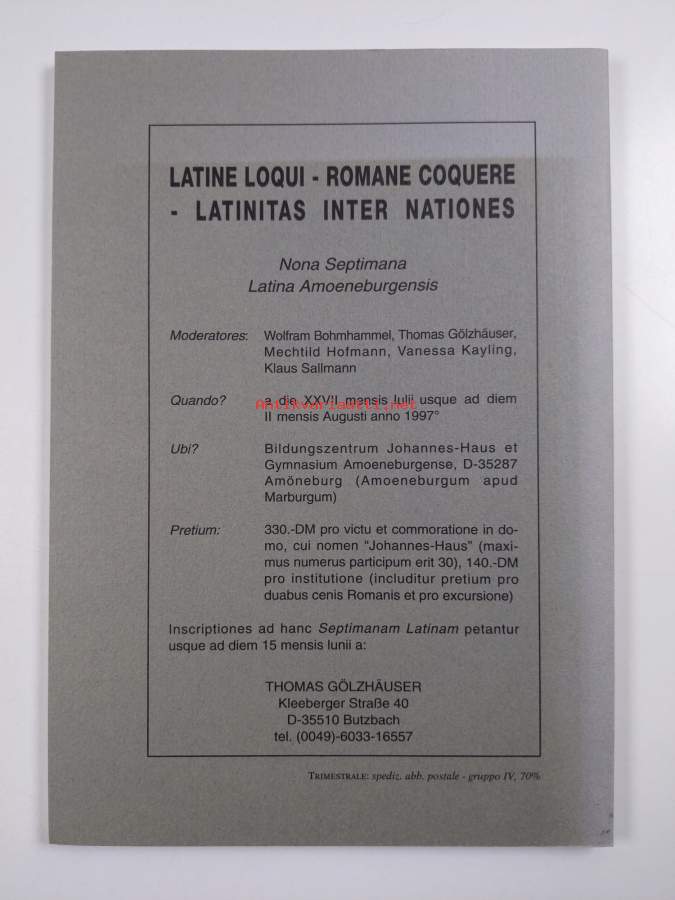 LATINE LOQUI - ROMANE COQUERE
- LATINITAS INTER NATIONES
Nona Septimana
Latina Amoeneburgensis
Moderatores: Wolfram Bohmhammel, Thomas Gölzhäuser,
Mechtild Hofmann, Vanessa Kayling,
Klaus Sallmann
Quando? a die XXVII mensis Iulii usque ad diem
Antikvariaatti.net
II mensis Augusti anno 1997°
Ubi? Bildungszentrum Johannes-Haus et
Gymnasium Amoeneburgense, D-35287
Amöneburg (Amoeneburgum apud
Marburgum)
Pretium: 330.-DM pro victu et commoratione in do-
mo, cui nomen "Johannes-Haus" (maxi-
mus numerus participum erit 30), 140.-DM
pro institutione (includitur pretium pro
duabus cenis Romanis et pro excursione)
Inscriptiones ad hanc Septimanam Latinam petantur
usque ad diem 15 mensis Iunii a:
THOMAS GÖLZHÄUSER
Kleeberger Straße 40
D-35510 Butzbach
tel. (0049)-6033-16557
TRIMESTRALE: spediz. abb. postale - gruppo IV, 70%